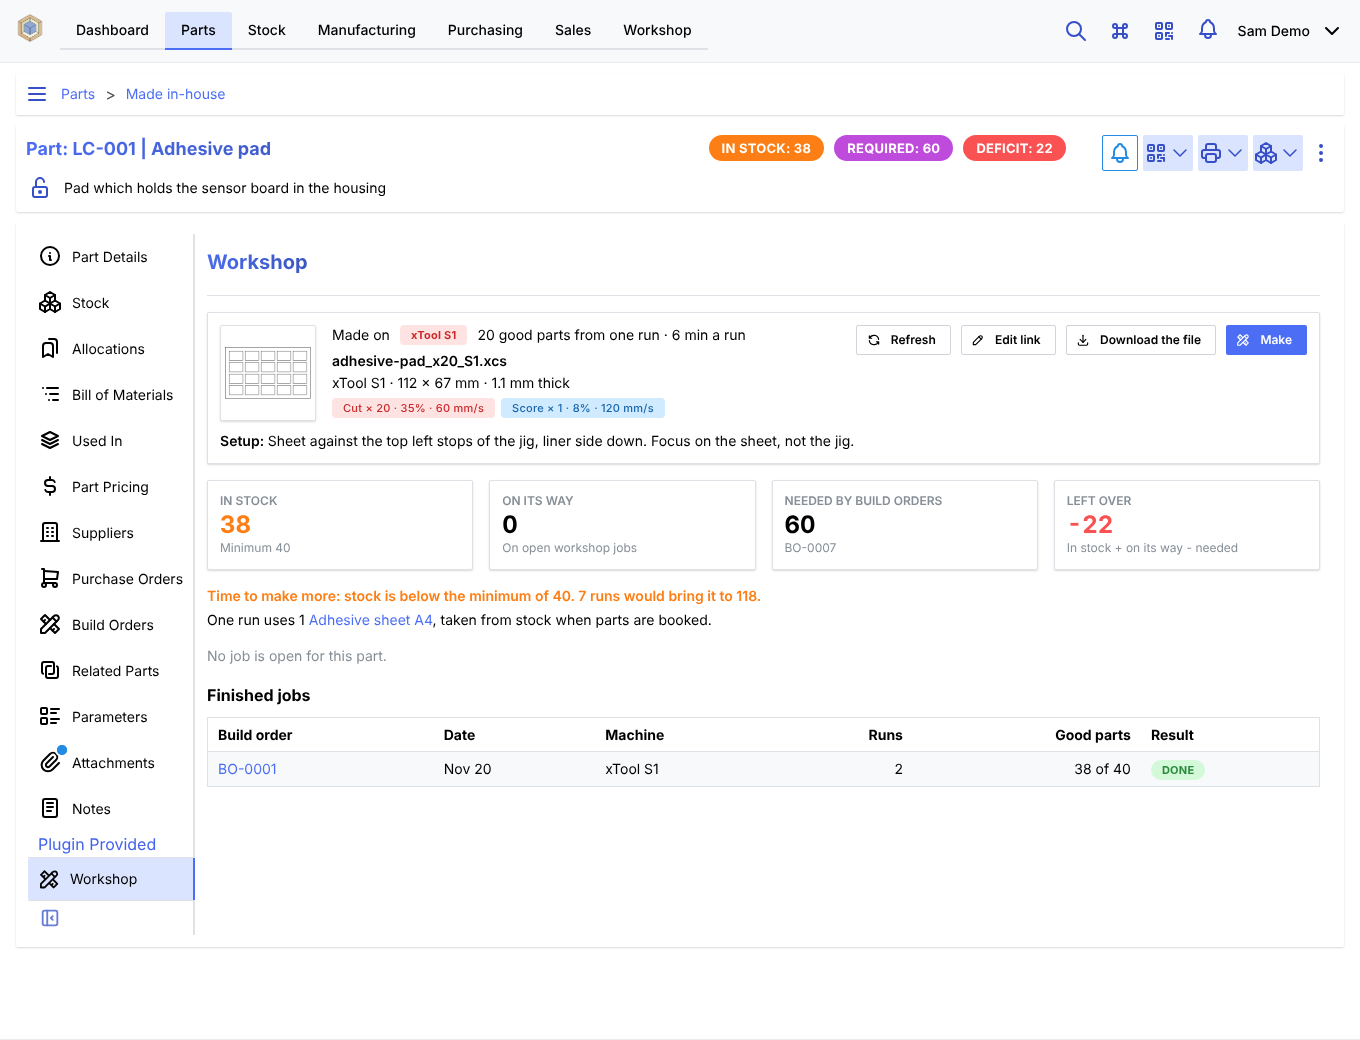 Dashboard Parts Stock Manufacturing Purchasing Sales Workshop Sam Demo
Parts > Made in-house
Part: LC-001 | Adhesive pad
IN STOCK: 38 REQUIRED: 60 DEFICIT: 22
Pad which holds the sensor board in the housing
Part Details
Stock
Allocations
Bill of Materials
Used In
Part Pricing
Suppliers
Purchase Orders
Build Orders
Related Parts
Parameters
Attachments
Notes
Plugin Provided
Workshop
Workshop
Made on xTool S1 20 good parts from one run · 6 min a run
Refresh Edit link Download the file Make
adhesive-pad_x20_S1.xcs
xTool S1 · 112 × 67 mm · 1.1 mm thick
Cut × 20 · 35% · 60 mm/s Score × 1 · 8% · 120 mm/s
Setup: Sheet against the top left stops of the jig, liner side down. Focus on the sheet, not the jig.
IN STOCK
38
Minimum 40
ON ITS WAY
0
On open workshop jobs
NEEDED BY BUILD ORDERS
60
BO-0007
LEFT OVER
-22
In stock + on its way - needed
Time to make more: stock is below the minimum of 40. 7 runs would bring it to 118.
One run uses 1 Adhesive sheet A4, taken from stock when parts are booked.
No job is open for this part.
Finished jobs
Build order Date Machine Runs Good parts Result
BO-0001 Nov 20 xTool S1 2 38 of 40 DONE